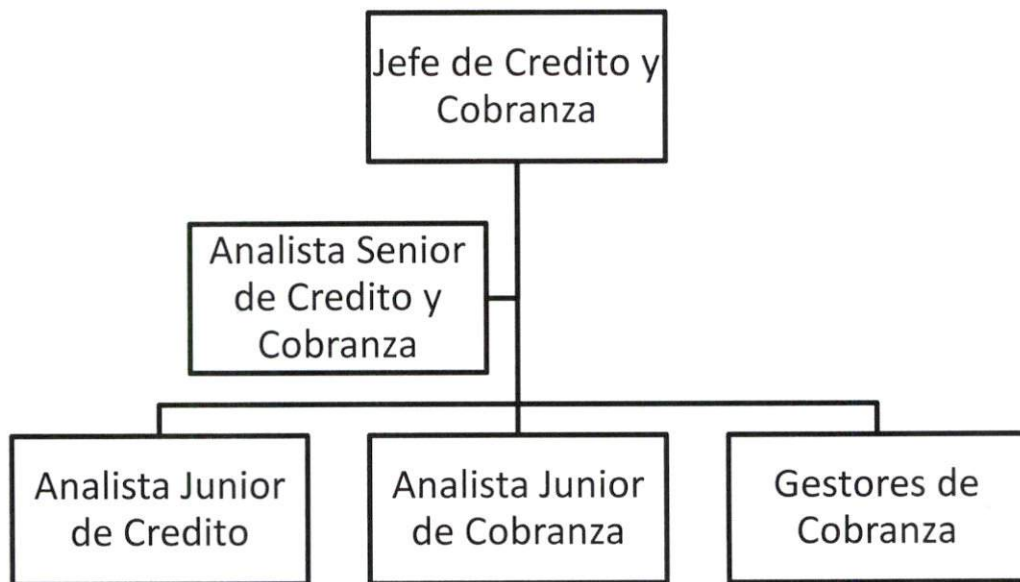 Jefe de Credito y
Cobranza
Analista Senior
de Credito y
Cobranza
Analista Junior
de Credito
Analista Junior
de Cobranza
Gestores de
Cobranza